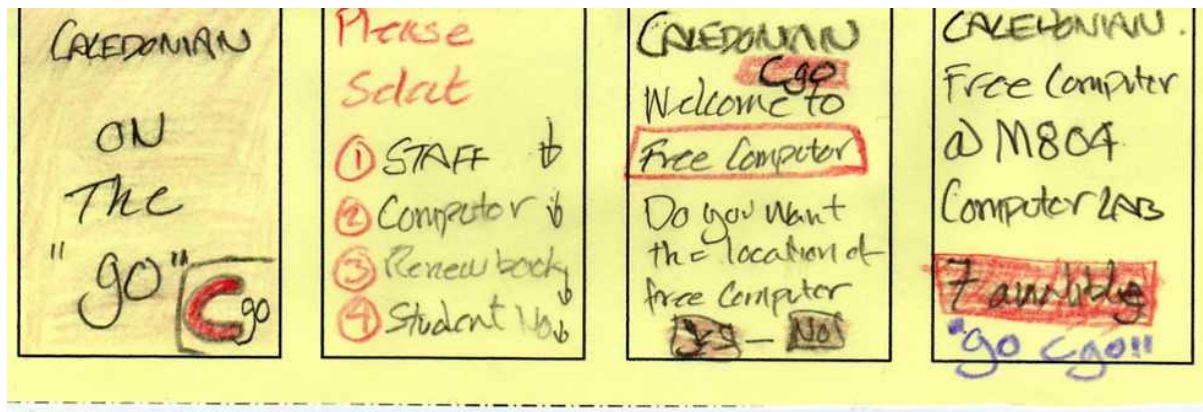 CALEDONIAN
ON
The
"go"
Cgo
Please
Select
① STAFF
② Computer
③ Renew book
④ Student No
CALEDONIAN
Cgo
Welcome to
Free Computer
Do you want
the location of
free Computer
Yes - No
CALEDONIAN.
Free Computer
@ M804
Computer LAB
7
"go Cgo"